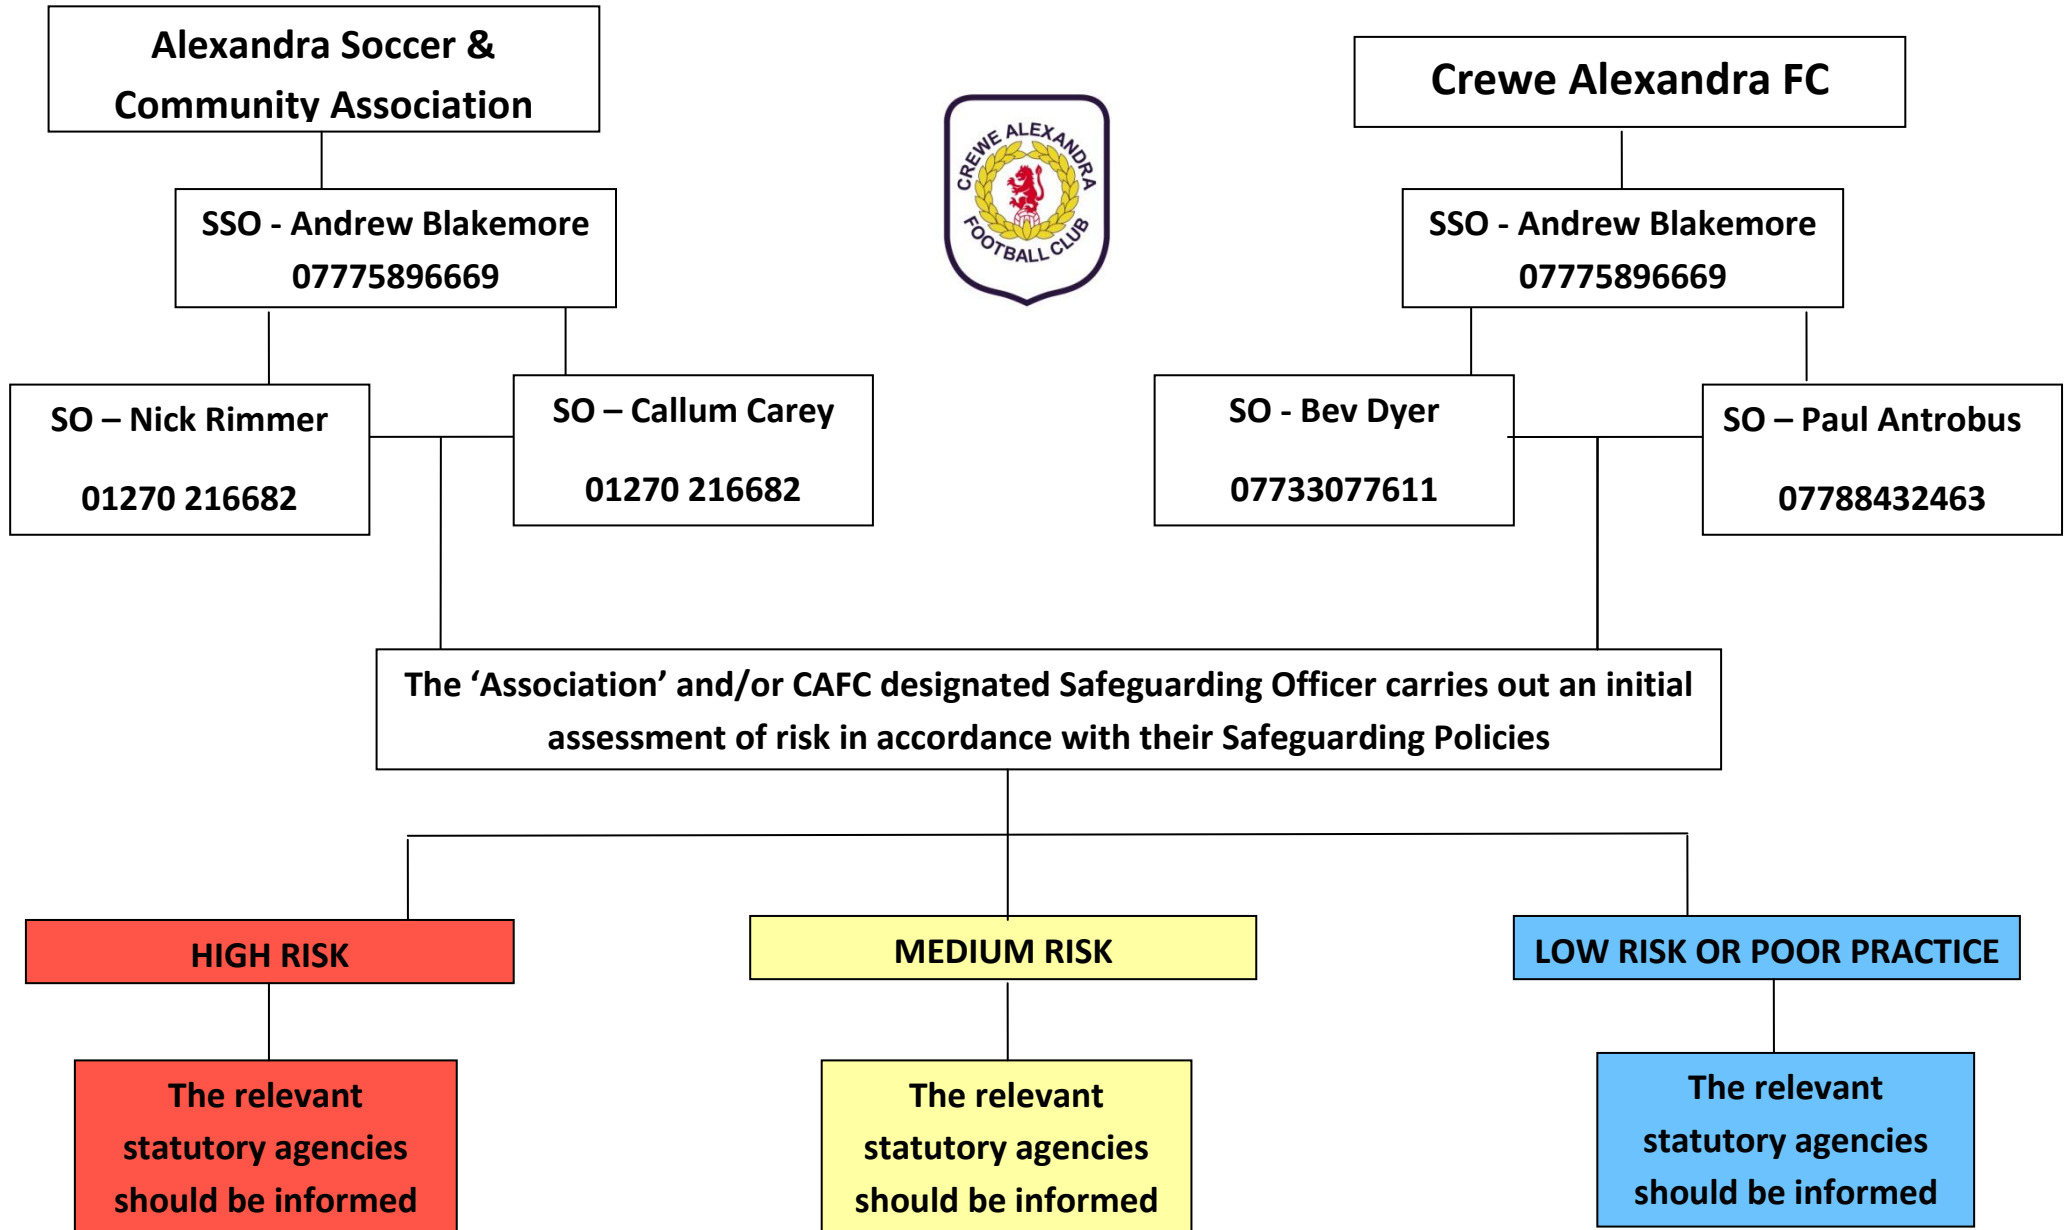 Alexandra Soccer &
Community Association
Crewe Alexandra FC
CREWE ALEXANDRA
FOOTBALL CLUB
SSO - Andrew Blakemore
07775896669
SSO - Andrew Blakemore
07775896669
SO – Nick Rimmer
01270 216682
SO – Callum Carey
01270 216682
SO - Bev Dyer
07733077611
SO – Paul Antrobus
07788432463
The ‘Association’ and/or CAFC designated Safeguarding Officer carries out an initial
assessment of risk in accordance with their Safeguarding Policies
HIGH RISK
MEDIUM RISK
LOW RISK OR POOR PRACTICE
The relevant
statutory agencies
should be informed
The relevant
statutory agencies
should be informed
The relevant
statutory agencies
should be informed